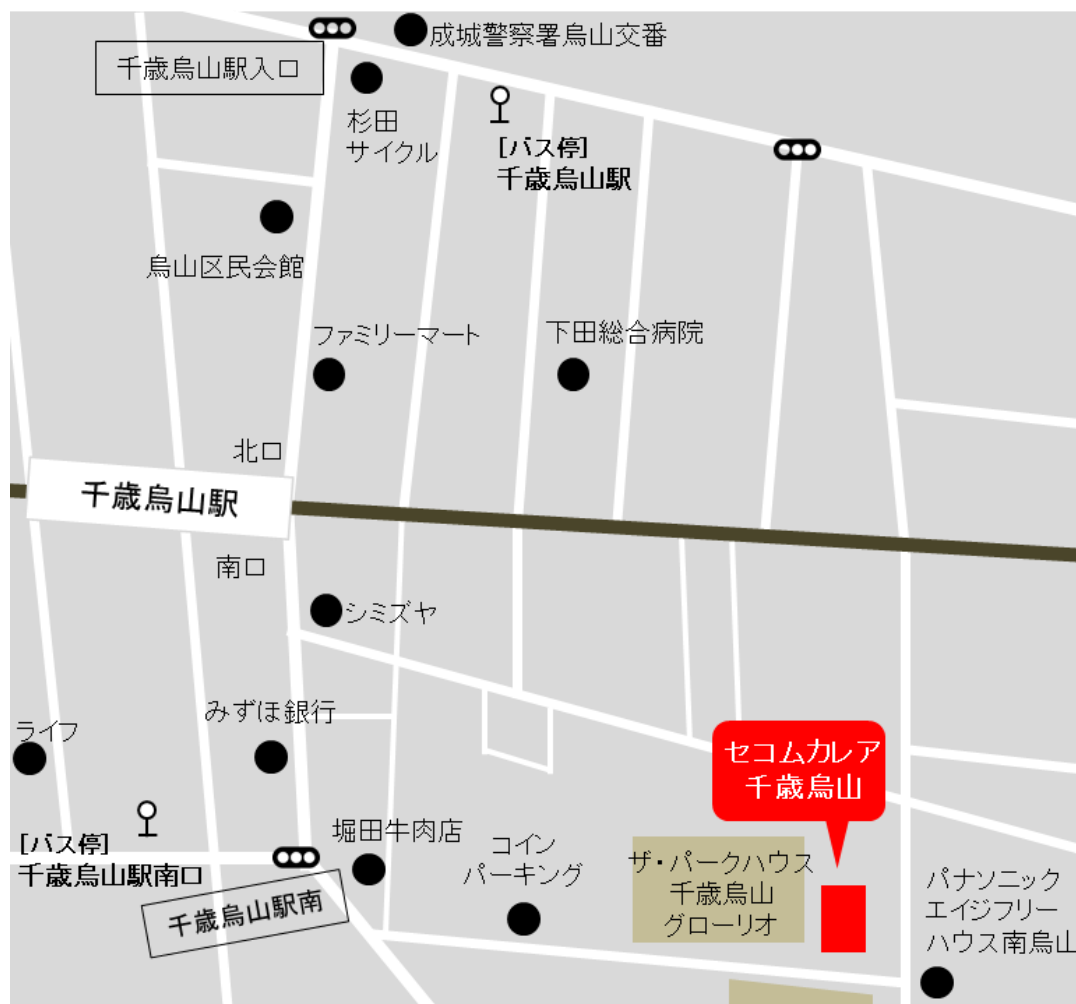 成城警察署烏山交番
千歳烏山駅入口
杉田
サイクル
[バス停]
千歳烏山駅
烏山区民会館
ファミリーマート
下田総合病院
北口
千歳烏山駅
南口
シミズヤ
みずほ銀行
ライフ
セコムカレア
千歳烏山
[バス停]
千歳烏山駅南口
堀田牛肉店
コイン
パーキング
ザ・パークハウス
千歳烏山
グローリオ
千歳烏山駅南
パナソニック
エイジフリー
ハウス南烏山